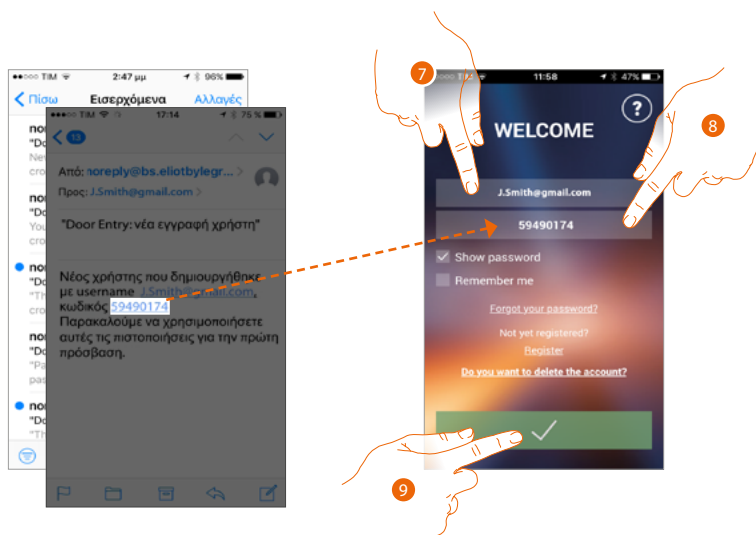 TIM 2:47 μμ 96%
Πίσω Εισερχόμενα Αλλαγές
TIM 17:14 75 %
13
Από: noreply@bs.eliotbylegr...
Προς: J.Smith@gmail.com
"Door Entry: νέα εγγραφή χρήστη"
Νέος χρήστης που δημιουργήθηκε
με username J.Smith@gmail.com,
κωδικός 59490174
Παρακαλούμε να χρησιμοποιήσετε
αυτές τις πιστοποιήσεις για την πρώτη
πρόσβαση.
7
TIM 11:58 47%
?
WELCOME
8
J.Smith@gmail.com
59490174
Show password
Remember me
Forgot your password?
Not yet registered?
Register
Do you want to delete the account?
9